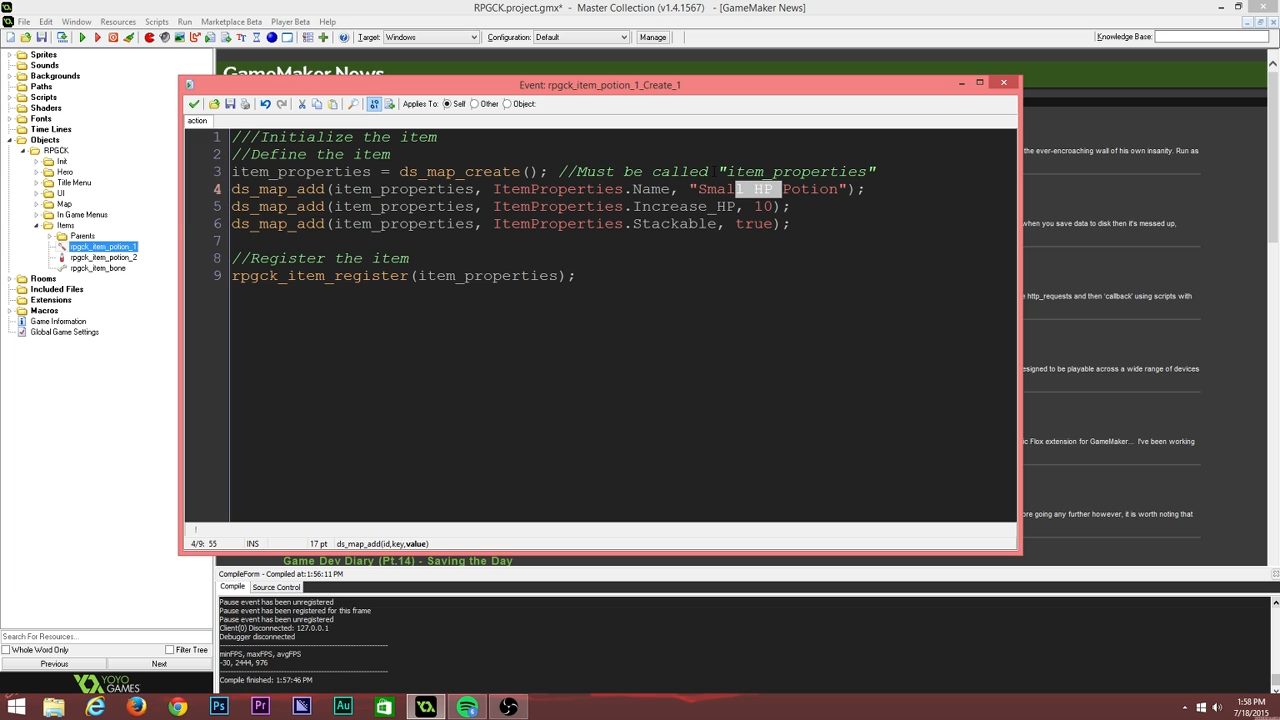 RPGCK.project.gmx* - Master Collection (v1.4.1567) - [GameMaker News]
File Edit Window Resources Scripts Run Marketplace Beta Player Beta Help
Target: Windows Configuration: Default Manage Knowledge Base:
Sprites
Sounds
Backgrounds
Paths
Scripts
Shaders
Fonts
Time Lines
Objects
RPGCK
Init
Hero
Title Menu
UI
Map
In Game Menus
Items
Parents
rpgck_item_potion_1
rpgck_item_potion_2
rpgck_item_bone
Rooms
Included Files
Extensions
Macros
Game Information
Global Game Settings
Search For Resources...
Whole Word Only Filter Tree
Previous Next
YOYO GAMES
GameMaker News
Event: rpgck_item_potion_1_Create_1
Applies To: Self Other Object:
action
1 ///Initialize the item
2 //Define the item
3 item_properties = ds_map_create(); //Must be called "item_properties"
4 ds_map_add(item_properties, ItemProperties.Name, "Small HP Potion");
5 ds_map_add(item_properties, ItemProperties.Increase_HP, 10);
6 ds_map_add(item_properties, ItemProperties.Stackable, true);
7
8 //Register the item
9 rpgck_item_register(item_properties);
4/9: 55 INS 17 pt ds_map_add(id,key,value)
the ever-encroaching wall of his own insanity. Run as
when you save data to disk then it's messed up,
http_requests and then 'callback' using scripts with
esigned to be playable across a wide range of devices
ic Flox extension for GameMaker... I've been working
ore going any further however, it is worth noting that
Game Dev Diary (Pt.14) - Saving the Day
CompileForm - Compiled at:1:56:11 PM
Compile Source Control
Pause event has been unregistered
Pause event has been registered for this frame
Pause event has been unregistered
Client(0) Disconnected: 127.0.0.1
Debugger disconnected
minFPS, maxFPS, avgFPS
-30, 2444, 976
Compile finished: 1:57:46 PM
Ps Pr Au
1:58 PM
7/18/2015